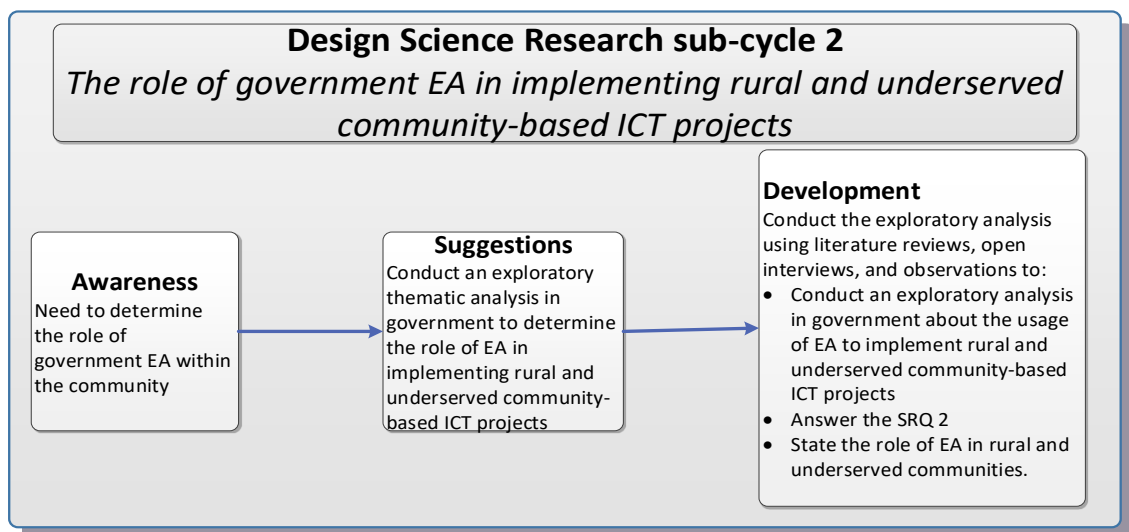 Design Science Research sub-cycle 2
The role of government EA in implementing rural and underserved
community-based ICT projects
Awareness
Need to determine
the role of
government EA within
the community
Suggestions
Conduct an exploratory
thematic analysis in
government to determine
the role of EA in
implementing rural and
underserved community-
based ICT projects
Development
Conduct the exploratory analysis
using literature reviews, open
interviews, and observations to:
• Conduct an exploratory analysis
in government about the usage
of EA to implement rural and
underserved community-based
ICT projects
• Answer the SRQ 2
• State the role of EA in rural and
underserved communities.